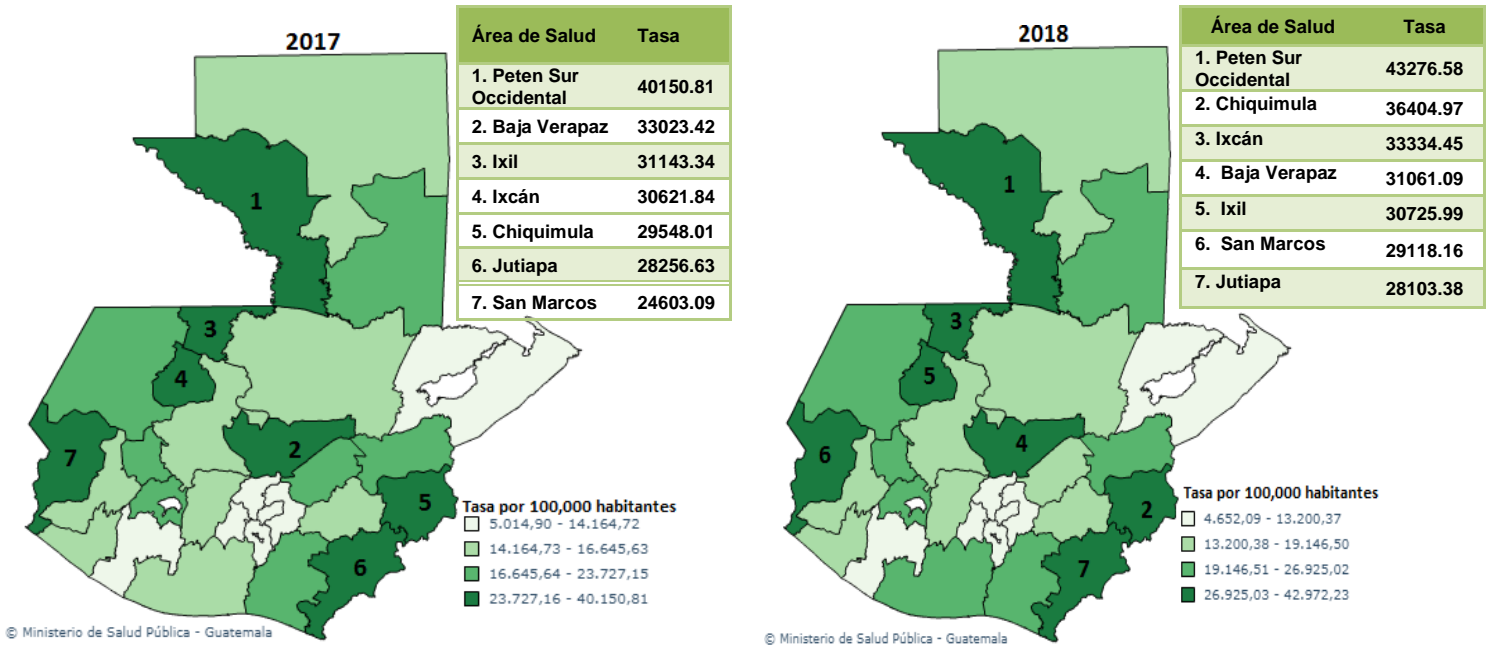 2017
Área de Salud Tasa
1. Peten Sur
Occidental 40150.81
2. Baja Verapaz 33023.42
3. Ixil 31143.34
4. Ixcán 30621.84
5. Chiquimula 29548.01
6. Jutiapa 28256.63
7. San Marcos 24603.09
1
3
4
2
7
5
6
Tasa por 100,000 habitantes
5.014,90 - 14.164,72
14.164,73 - 16.645,63
16.645,64 - 23.727,15
23.727,16 - 40.150,81
© Ministerio de Salud Pública - Guatemala
2018
Área de Salud Tasa
1. Peten Sur
Occidental 43276.58
2. Chiquimula 36404.97
3. Ixcán 33334.45
4. Baja Verapaz 31061.09
5. Ixil 30725.99
6. San Marcos 29118.16
7. Jutiapa 28103.38
1
3
5
4
6
2
7
Tasa por 100,000 habitantes
4.652,09 - 13.200,37
13.200,38 - 19.146,50
19.146,51 - 26.925,02
26.925,03 - 42.972,23
© Ministerio de Salud Pública - Guatemala